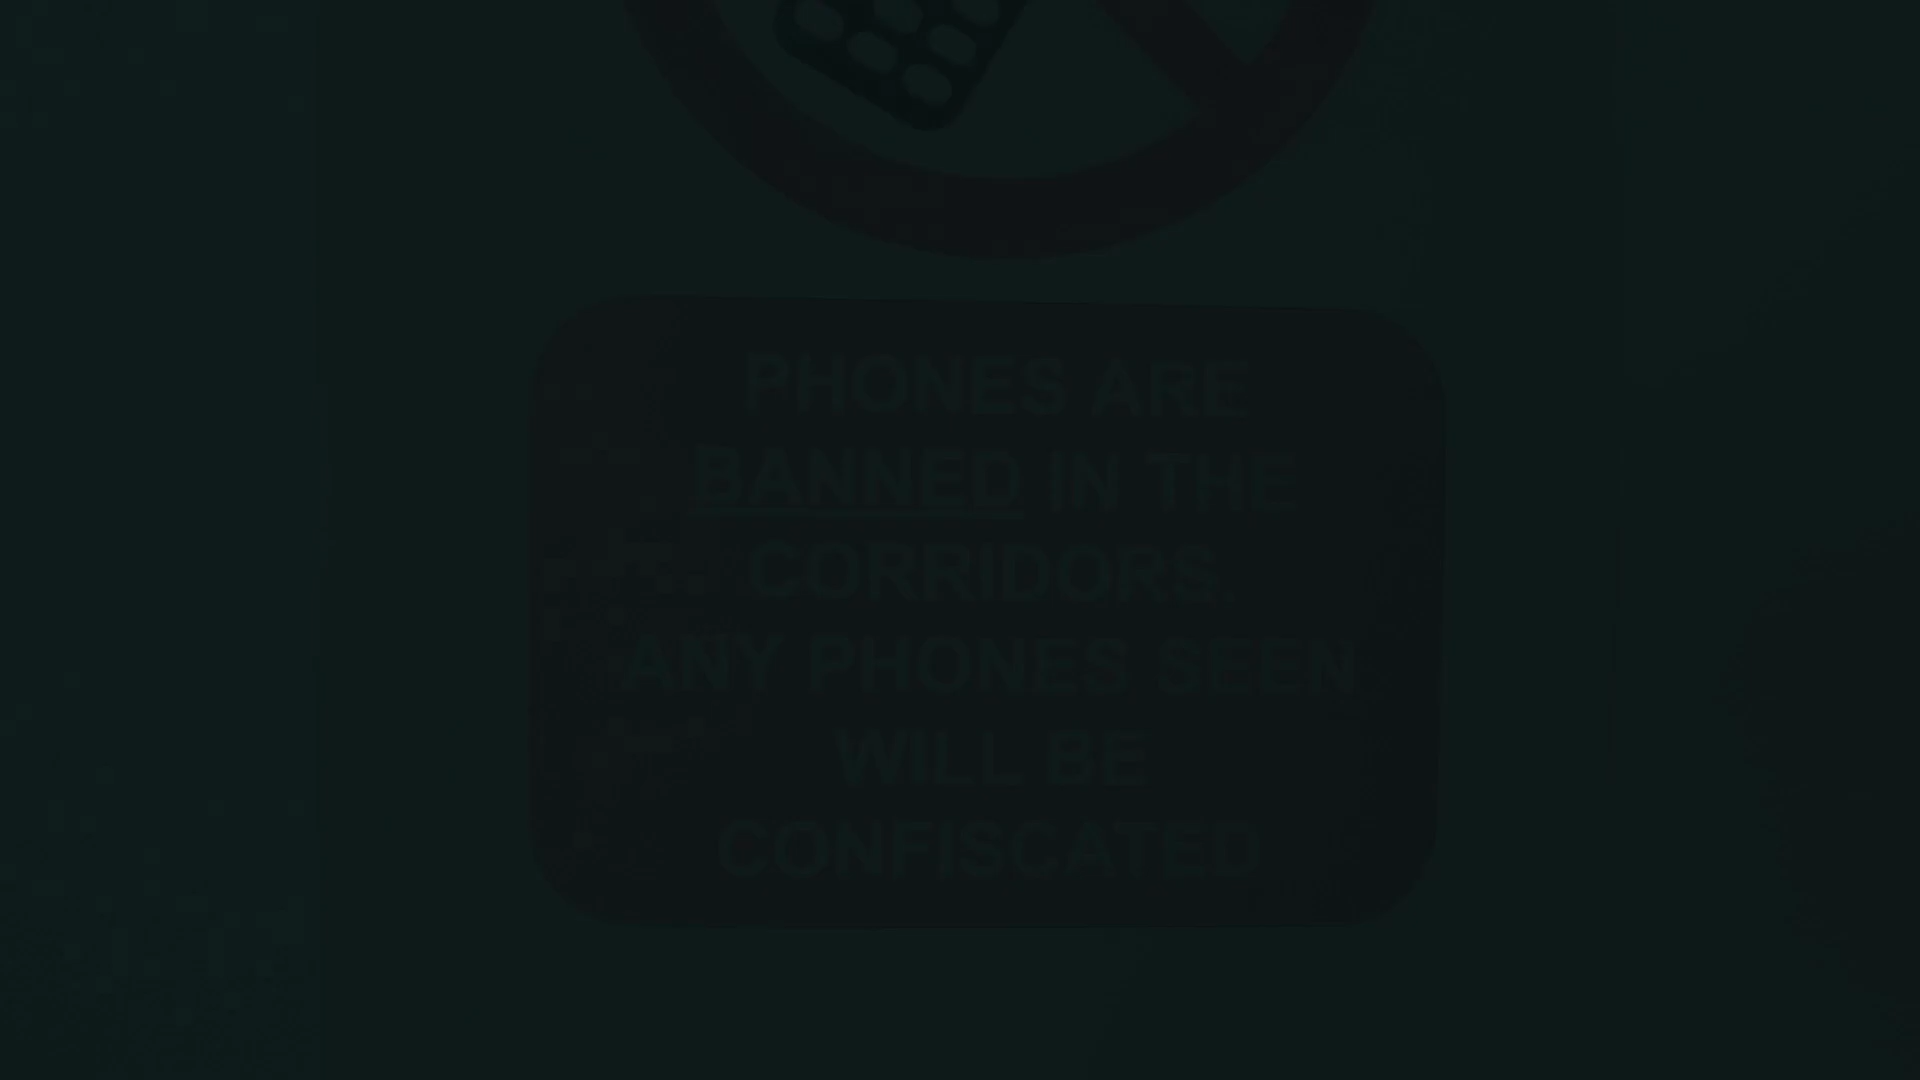 PHONES ARE
BANNED IN THE
CORRIDORS.
ANY PHONES SEEN
WILL BE
CONFISCATED